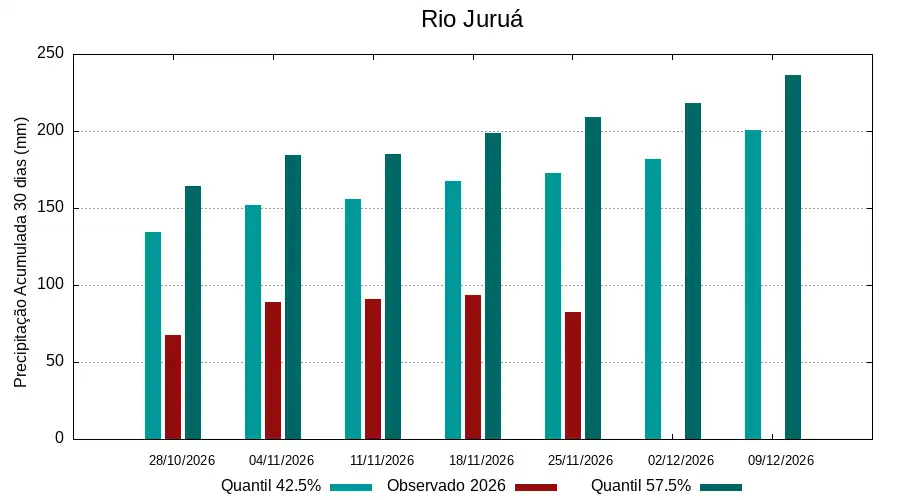 Rio Juruá
Precipitação Acumulada 30 dias (mm)
250
200
150
100
50
0
28/10/2026 04/11/2026 11/11/2026 18/11/2026 25/11/2026 02/12/2026 09/12/2026
Quantil 42.5% Observado 2026 Quantil 57.5%